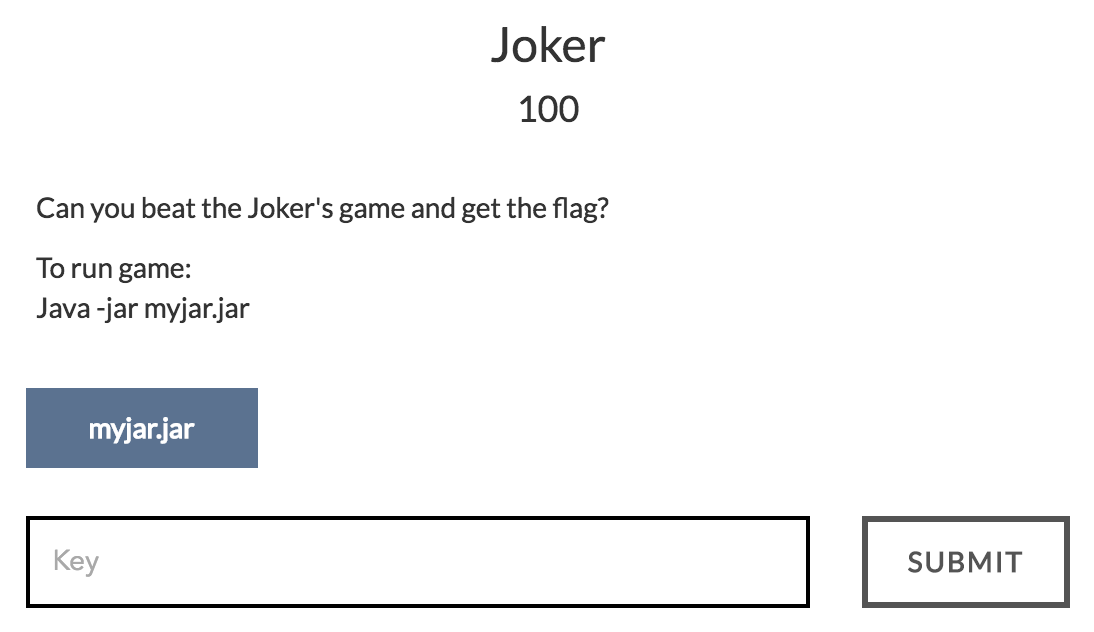 Joker
100
Can you beat the Joker's game and get the flag?
To run game:
Java -jar myjar.jar
myjar.jar
Key
SUBMIT